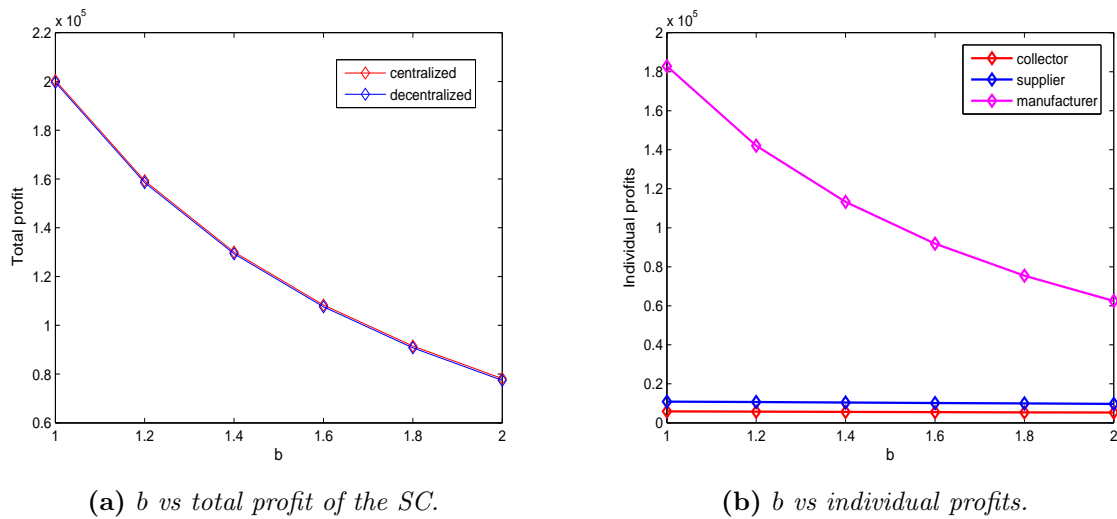 x 10^5
2.2
2
1.8
1.6
1.4
1.2
1
0.8
0.6
Total profit
centralized
decentralized
1 1.2 1.4 1.6 1.8 2
b
(a) b vs total profit of the SC.
x 10^5
2
1.8
1.6
1.4
1.2
1
0.8
0.6
0.4
0.2
0
Individual profits
collector
supplier
manufacturer
1 1.2 1.4 1.6 1.8 2
b
(b) b vs individual profits.